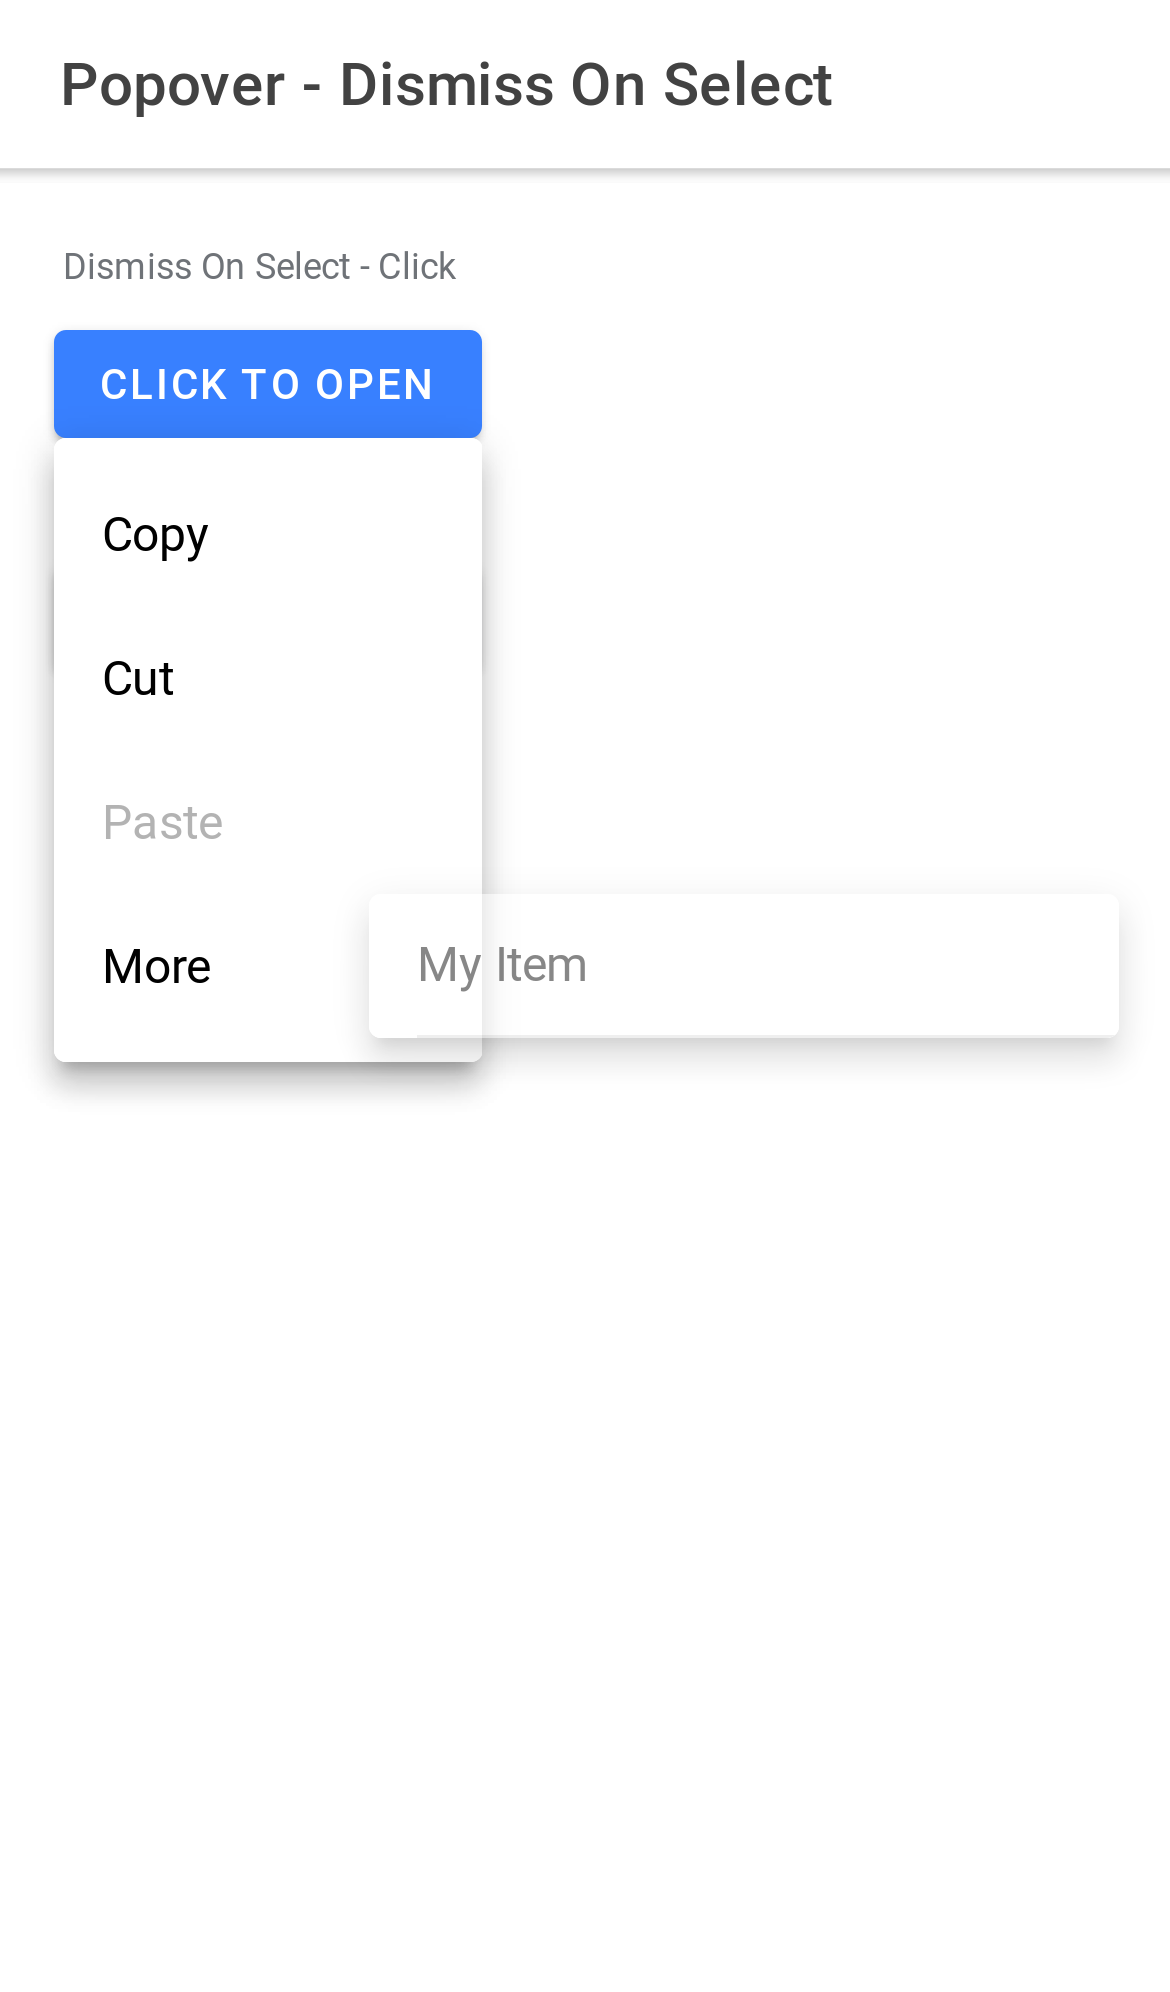 Popover - Dismiss On Select
Dismiss On Select - Click
CLICK TO OPEN
Copy
Cut
Paste
More
My Item